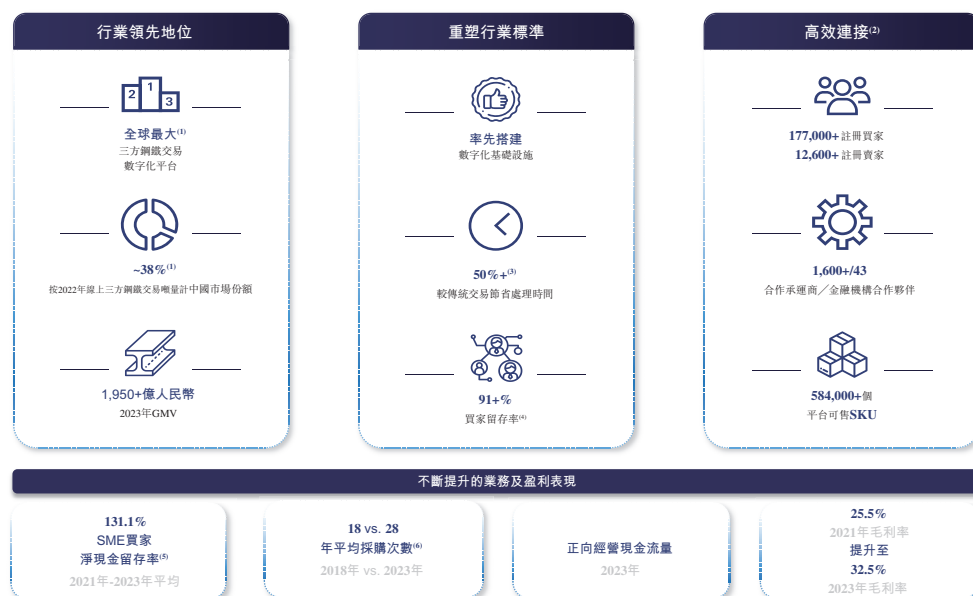 行業領先地位
2 1 3
全球最大(1)
三方鋼鐵交易
數字化平台
~38%(1)
按2022年線上三方鋼鐵交易噸量計中國市場份額
1,950+億人民幣
2023年GMV
重塑行業標準
率先搭建
數字化基礎設施
50%+(3)
較傳統交易節省處理時間
91+%
買家留存率(4)
高效連接(2)
177,000+註冊買家
12,600+註冊賣家
1,600+/43
合作承運商／金融機構合作夥伴
584,000+個
平台可售SKU
不斷提升的業務及盈利表現
131.1%
SME買家
淨現金留存率(5)
2021年-2023年平均
18 vs. 28
年平均採購次數(6)
2018年 vs. 2023年
正向經營現金流量
2023年
25.5%
2021年毛利率
提升至
32.5%
2023年毛利率